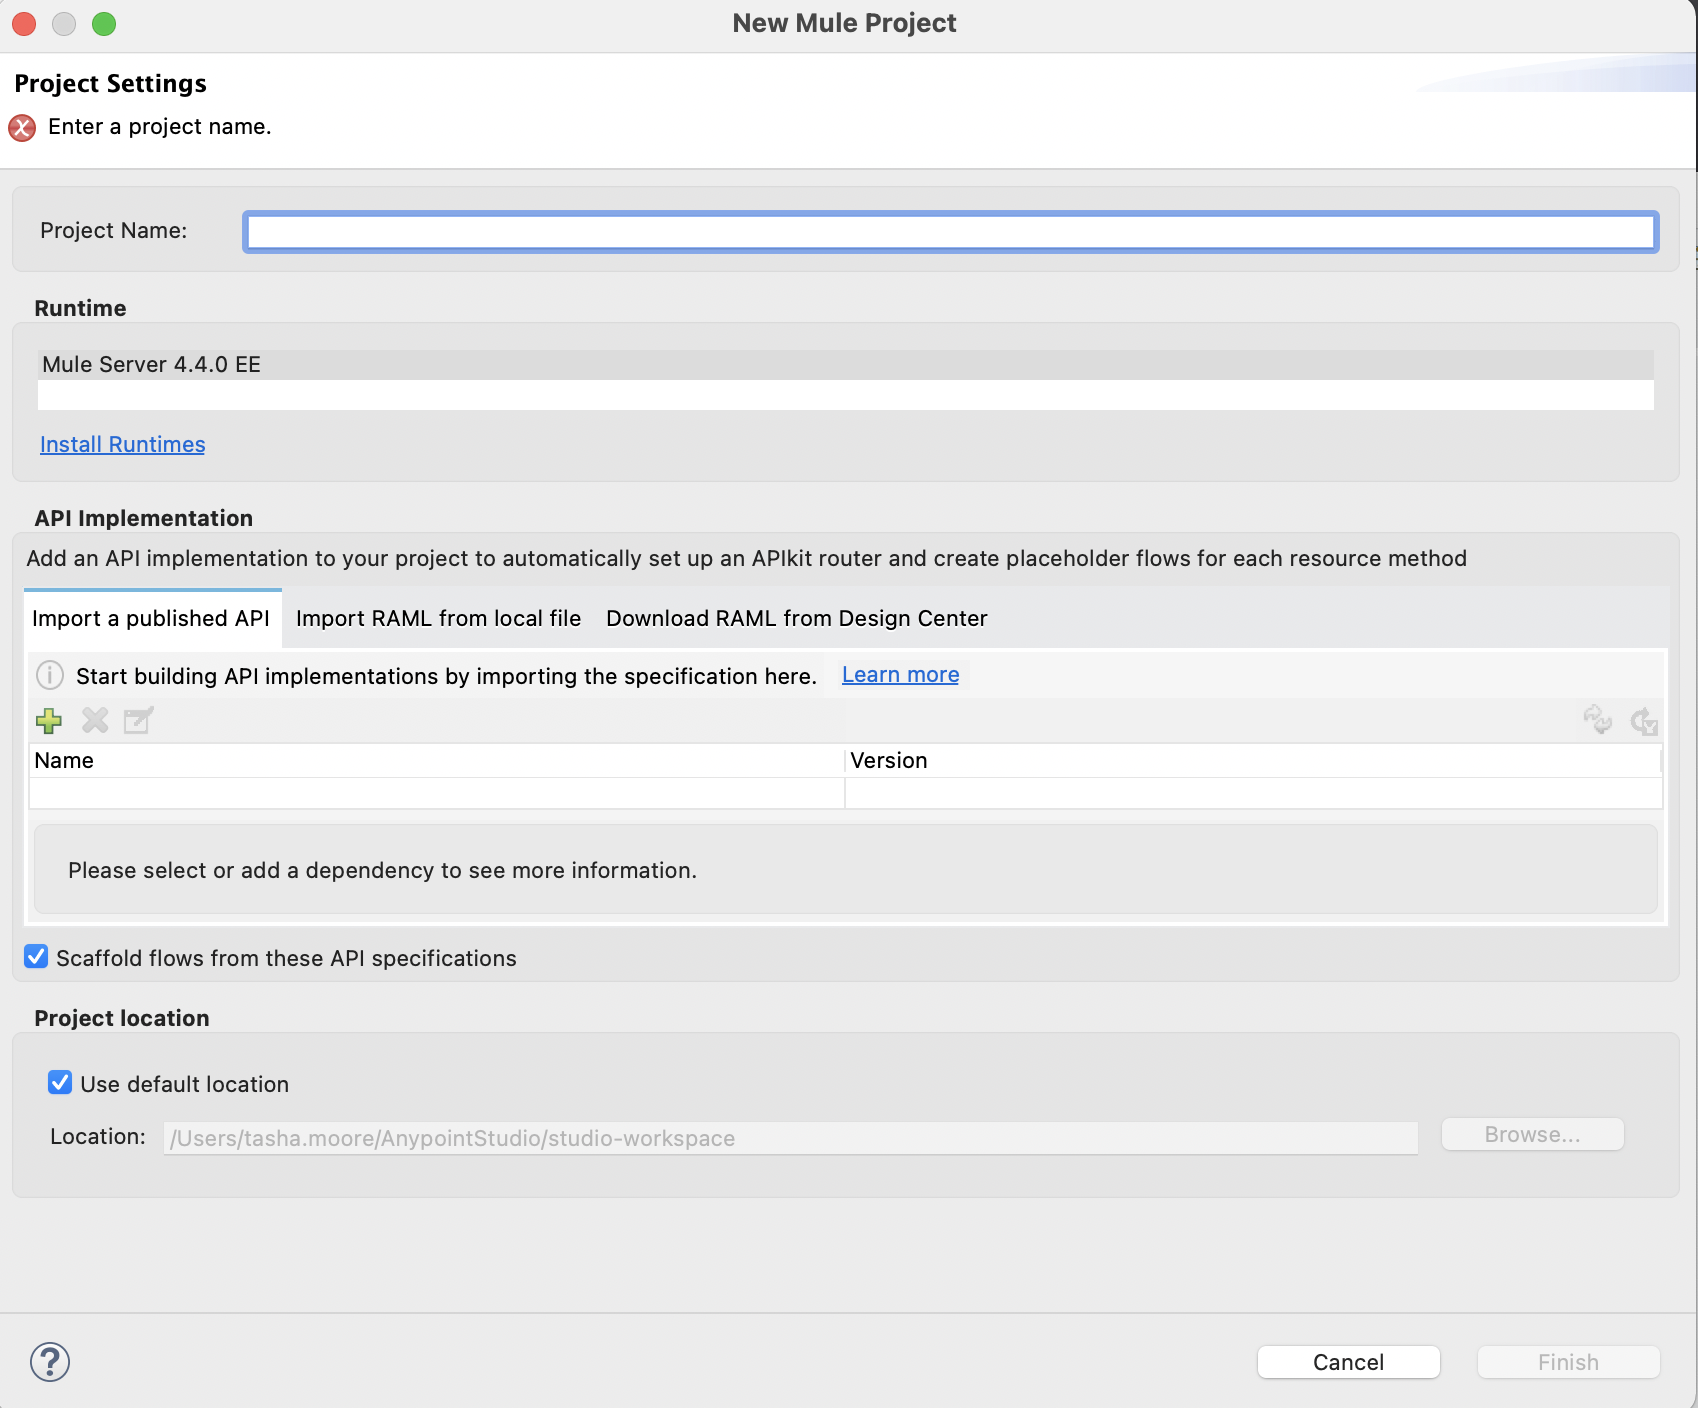 New Mule Project
Project Settings
Enter a project name.
Project Name:
Runtime
Mule Server 4.4.0 EE
Install Runtimes
API Implementation
Add an API implementation to your project to automatically set up an APIkit router and create placeholder flows for each resource method
Import a published API Import RAML from local file Download RAML from Design Center
Start building API implementations by importing the specification here. Learn more
Name Version
Please select or add a dependency to see more information.
Scaffold flows from these API specifications
Project location
Use default location
Location: /Users/tasha.moore/AnypointStudio/studio-workspace Browse...
? Cancel Finish